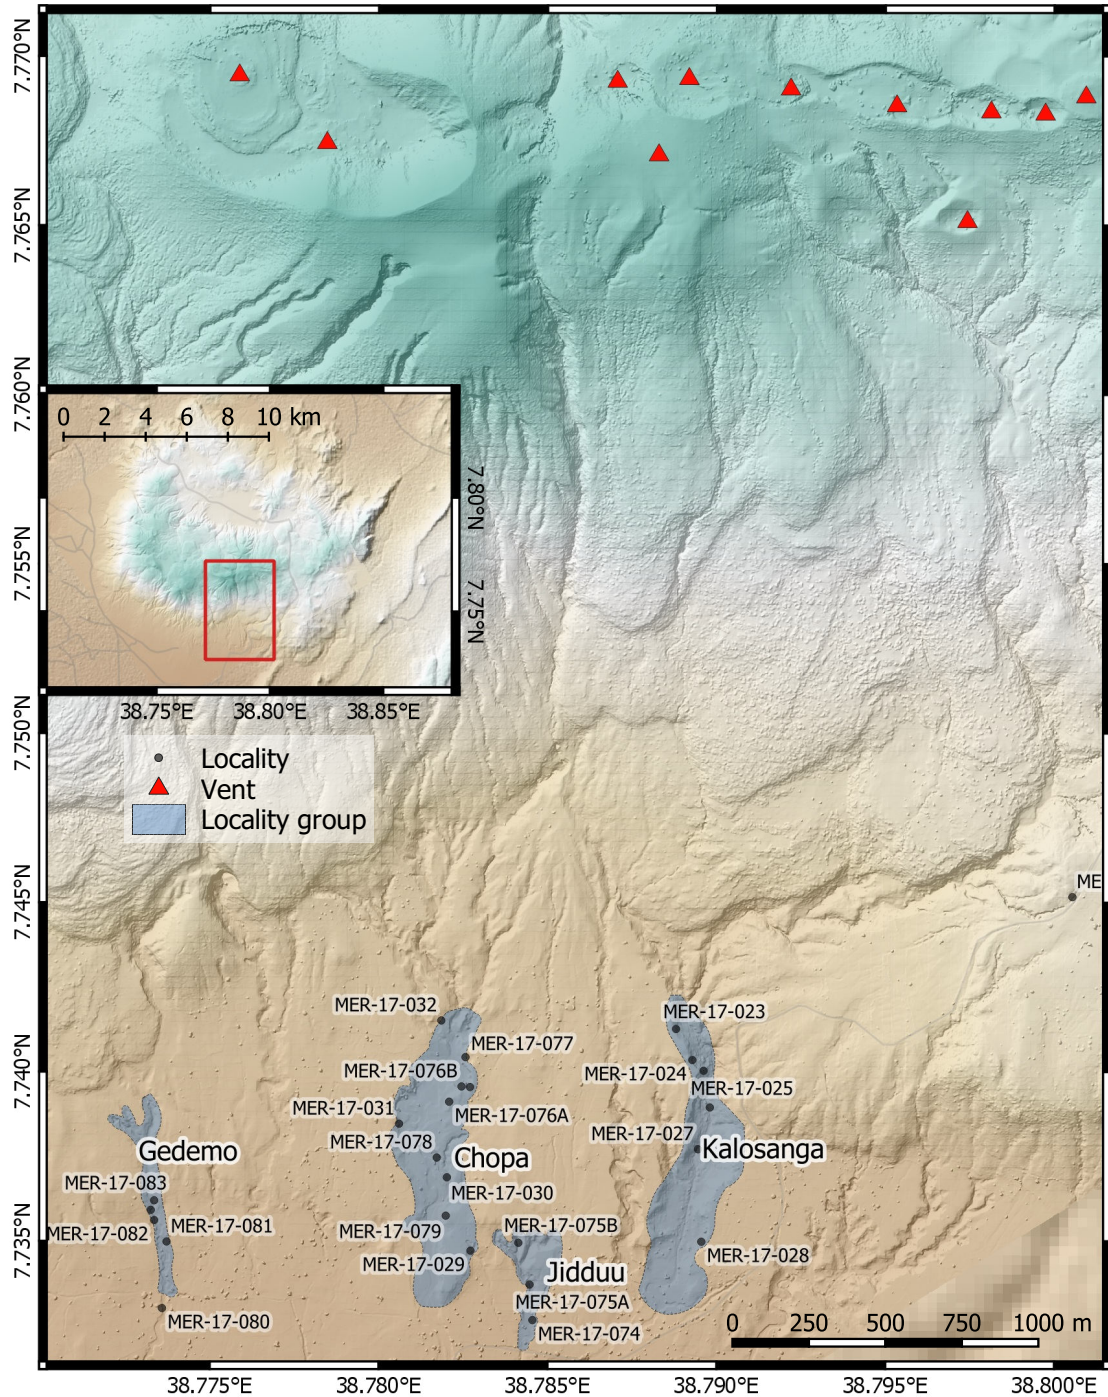 7.770°N
7.765°N
7.760°N
7.755°N
7.750°N
7.745°N
7.740°N
7.735°N
0 2 4 6 8 10 km
7.80°N
7.75°N
38.75°E 38.80°E 38.85°E
Locality
Vent
Locality group
ME
MER-17-032
MER-17-023
MER-17-077
MER-17-076B
MER-17-024
MER-17-025
MER-17-031
MER-17-076A
MER-17-078
MER-17-027
Gedemo
Chopa
Kalosanga
MER-17-083
MER-17-030
MER-17-082
MER-17-081
MER-17-079
MER-17-075B
MER-17-029
MER-17-028
Jidduu
MER-17-075A
MER-17-080
MER-17-074
0 250 500 750 1000 m
38.775°E 38.780°E 38.785°E 38.790°E 38.795°E 38.800°E